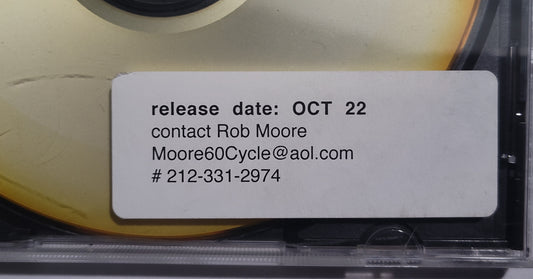 release date: OCT 22
contact Rob Moore
Moore60Cycle@aol.com
# 212-331-2974